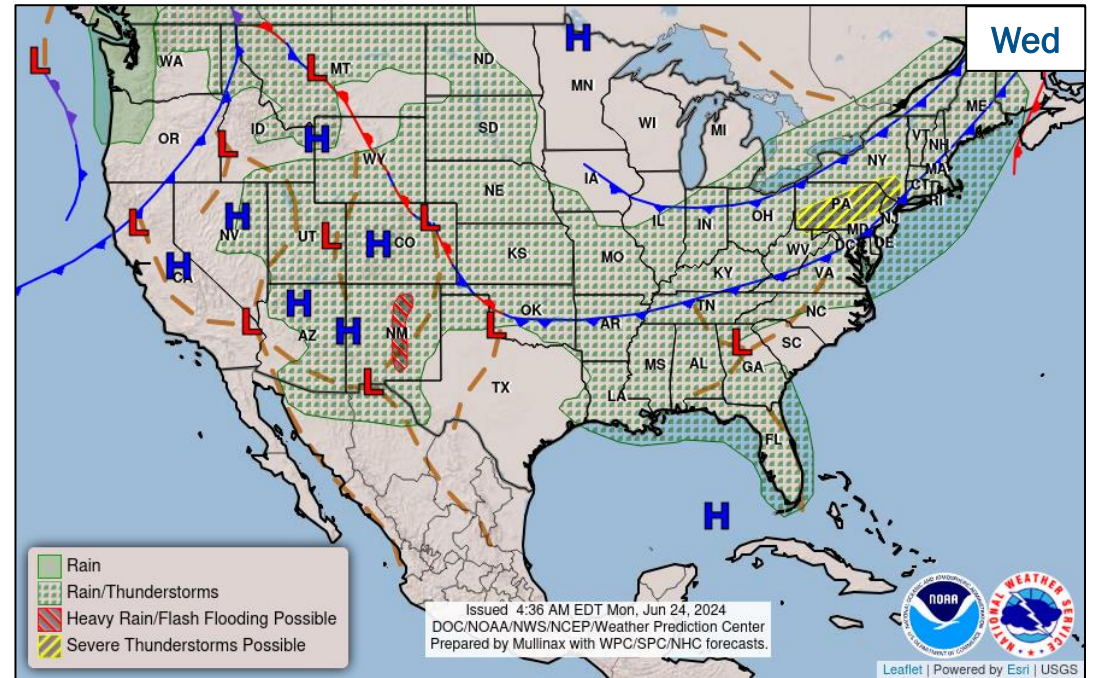 Wed
L
H
WA
MT
ND
L
MN
ME
OR
ID
H
SD
WI
MI
VT
NH
L
WY
NY
MA
CT
RI
IA
NE
PA
L
H
NV
UT
L
H
CO
L
KS
MO
IL
IN
OH
WV
MD
DC
DE
NJ
VA
KY
H
CA
H
AZ
H
NM
L
OK
L
AR
TN
NC
SC
L
GA
L
TX
MS
AL
LA
FL
H
Rain
Rain/Thunderstorms
Heavy Rain/Flash Flooding Possible
Severe Thunderstorms Possible
Issued 4:36 AM EDT Mon, Jun 24, 2024
DOC/NOAA/NWS/NCEP/Weather Prediction Center
Prepared by Mullinax with WPC/SPC/NHC forecasts.
NOAA
NATIONAL WEATHER SERVICE
Leaflet | Powered by Esri | USGS